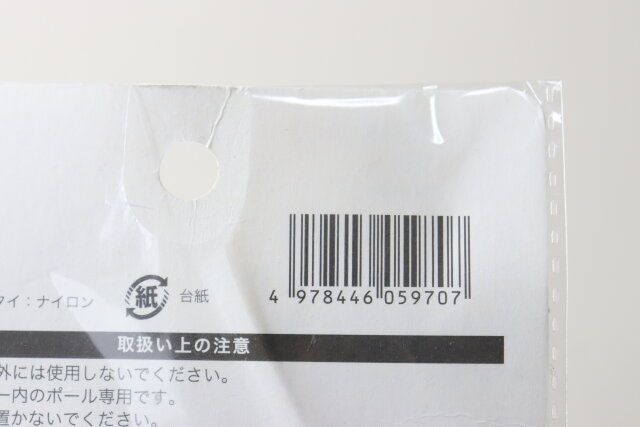 4 978446 059707
タイ：ナイロン
紙 台紙
取扱い上の注意
外には使用しないでください。
ー内のポール専用です。
置かないでください。